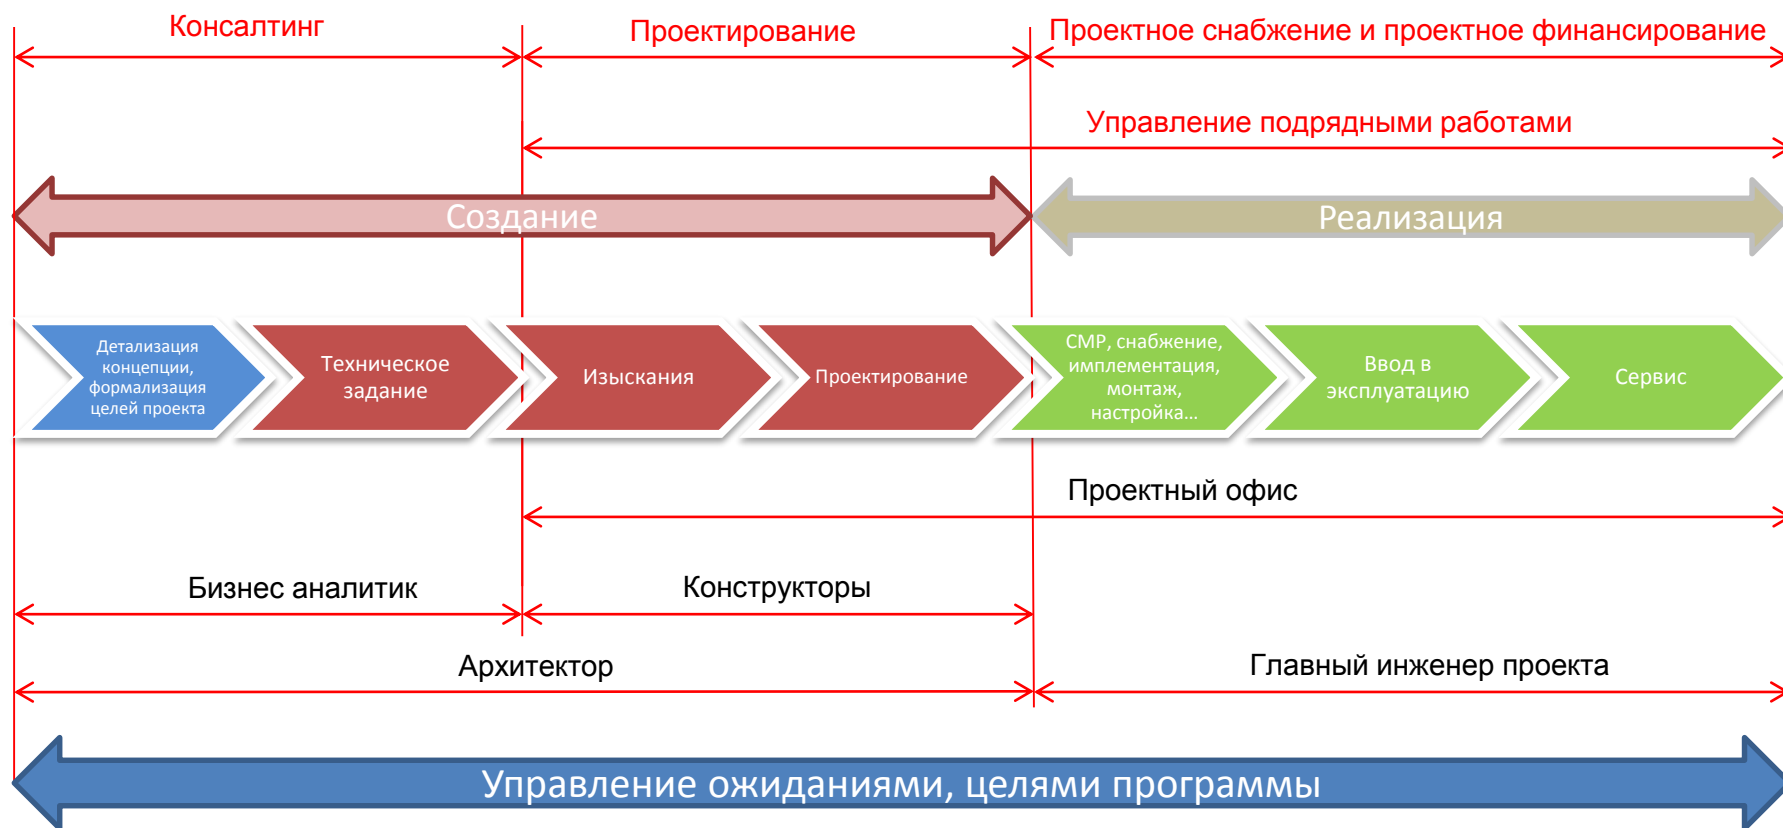 Консалтинг
Проектирование
Проектное снабжение и проектное финансирование
Управление подрядными работами
Создание
Реализация
Детализация
концепции,
формализация
целей проекта
Техническое
задание
Изыскания
Проектирование
СМР, снабжение,
имплементация,
монтаж,
настройка...
Ввод в
эксплуатацию
Сервис
Проектный офис
Бизнес аналитик
Конструкторы
Архитектор
Главный инженер проекта
Управление ожиданиями, целями программы